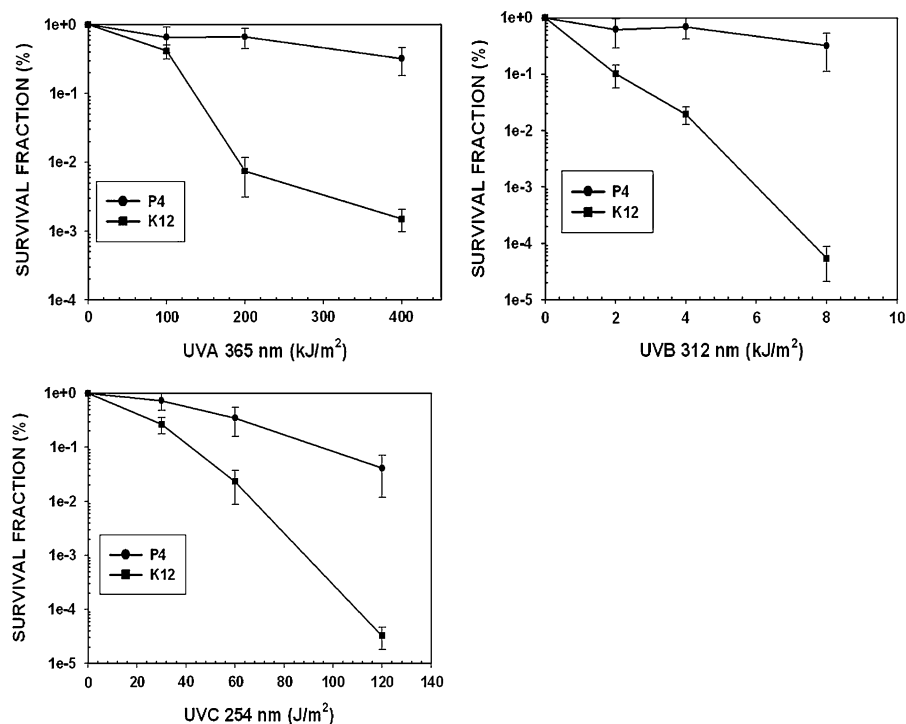 SURVIVAL FRACTION (%)
1e+0
1e-1
1e-2
1e-3
1e-4
P4
K12
0 100 200 300 400
UVA 365 nm (kJ/m²)
SURVIVAL FRACTION (%)
1e+0
1e-1
1e-2
1e-3
1e-4
1e-5
P4
K12
0 2 4 6 8 10
UVB 312 nm (kJ/m²)
SURVIVAL FRACTION (%)
1e+0
1e-1
1e-2
1e-3
1e-4
1e-5
P4
K12
0 20 40 60 80 100 120 140
UVC 254 nm (J/m²)